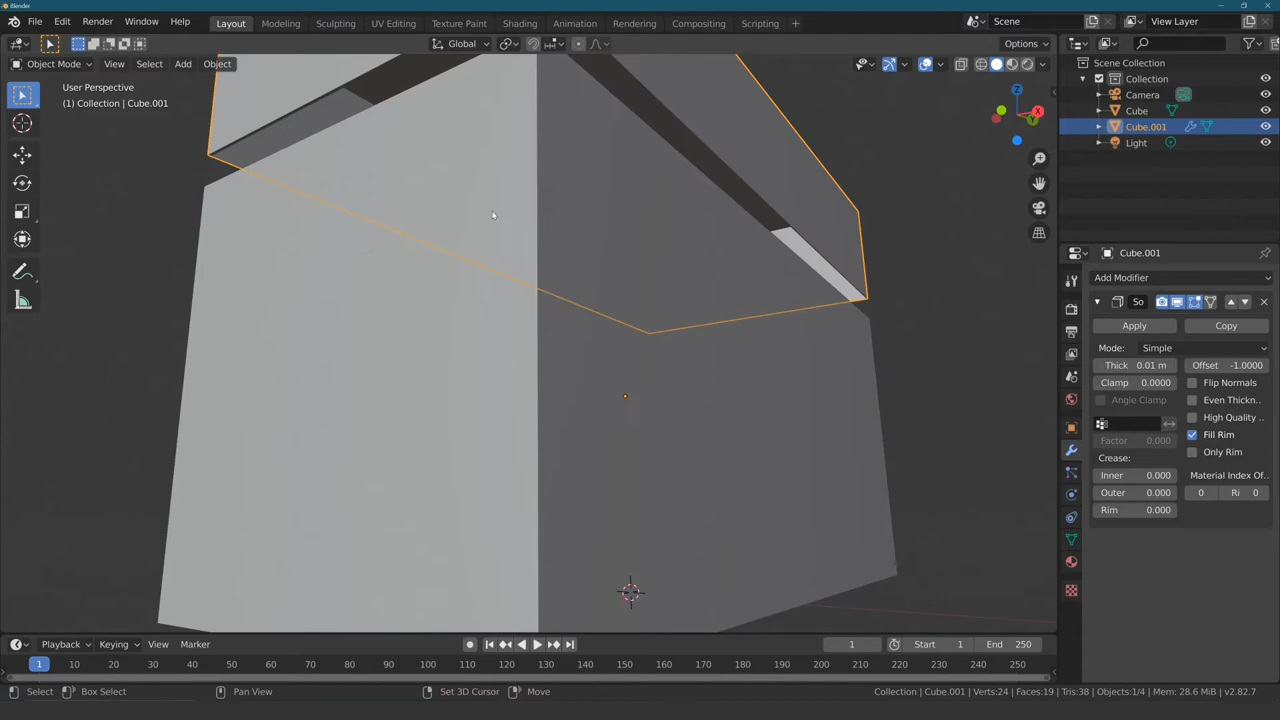 Blender
File Edit Render Window Help Layout Modeling Sculpting UV Editing Texture Paint Shading Animation Rendering Compositing Scripting + Scene View Layer
Global Options
Object Mode View Select Add Object
User Perspective
(1) Collection | Cube.001
Z
X
Y
Scene Collection
Collection
Camera
Cube
Cube.001
Light
Cube.001
Add Modifier
So
Apply Copy
Mode: Simple
Thick 0.01 m Offset -1.0000
Clamp 0.0000 Flip Normals
Angle Clamp Even Thickn..
High Quality ..
Factor 0.000 Fill Rim
Crease: Only Rim
Inner 0.000 Material Index Of..
Outer 0.000 0 Ri 0
Rim 0.000
Playback Keying View Marker 1 Start 1 End 250
1 10 20 30 40 50 60 70 80 90 100 110 120 130 140 150 160 170 180 190 200 210 220 230 240 250
Select Box Select Pan View Set 3D Cursor Move Collection | Cube.001 | Verts:24 | Faces:19 | Tris:38 | Objects:1/4 | Mem: 28.6 MiB | v2.82.7